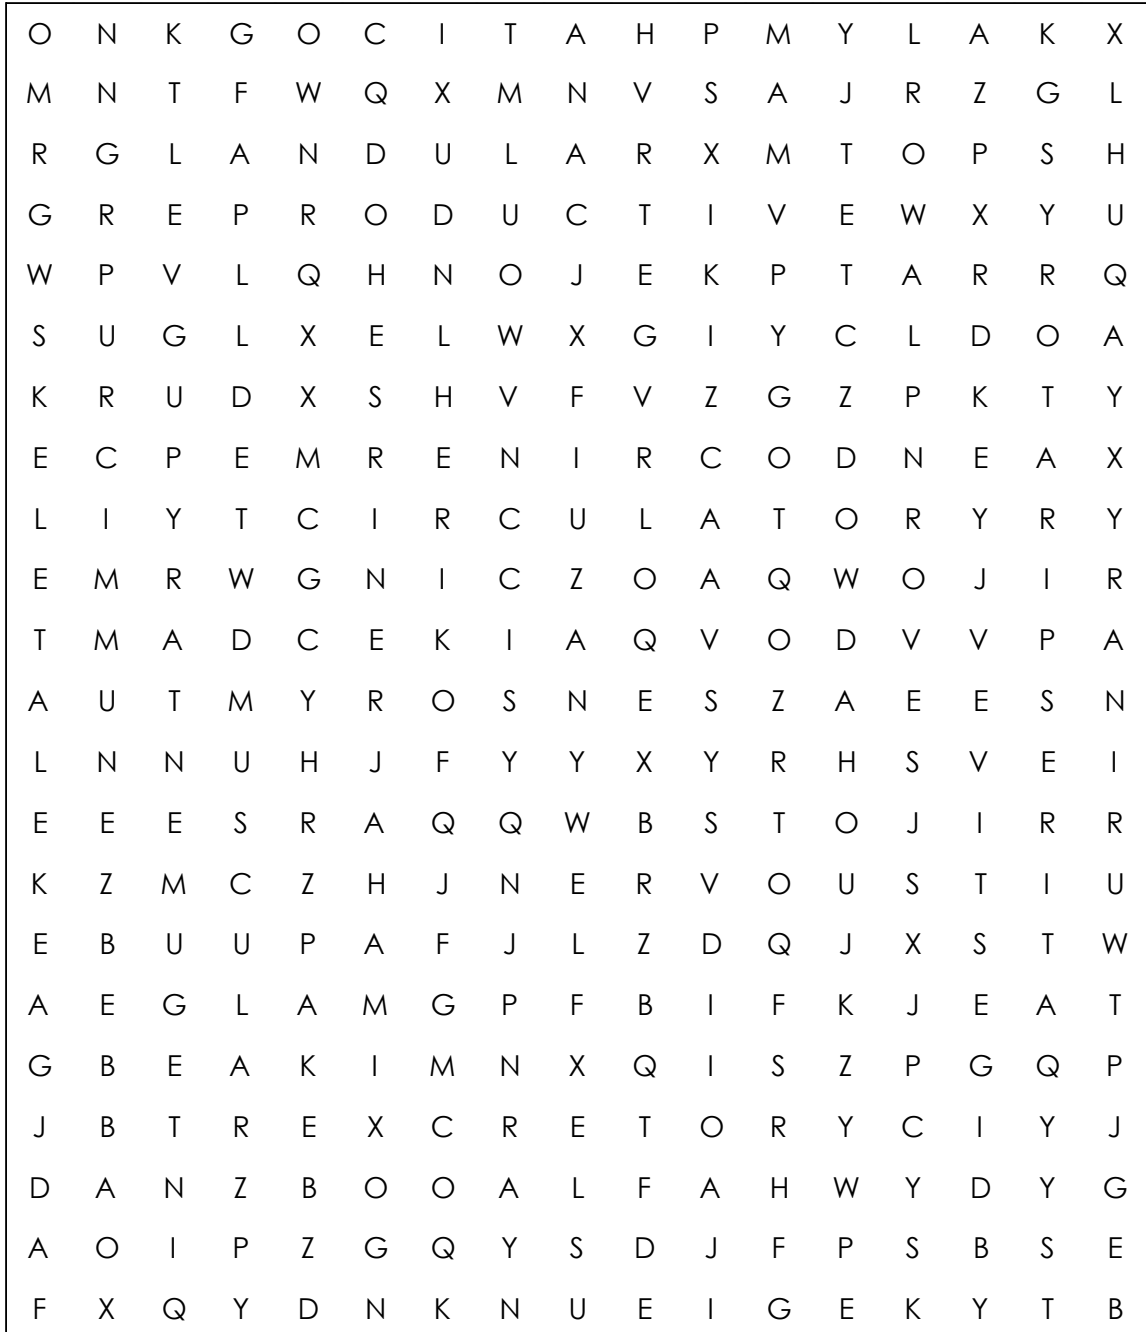 O N K G O C I T A H P M Y L A K X
M N T F W Q X M N V S A J R Z G L
R G L A N D U L A R X M T O P S H
G R E P R O D U C T I V E W X Y U
W P V L Q H N O J E K P T A R R Q
S U G L X E L W X G I Y C L D O A
K R U D X S H V F V Z G Z P K T Y
E C P E M R E N I R C O D N E A X
L I Y T C I R C U L A T O R Y R Y
E M R W G N I C Z O A Q W O J I R
T M A D C E K I A Q V O D V V P A
A U T M Y R O S N E S Z A E E S N
L N N U H J F Y Y X Y R H S V E I
E E E S R A Q Q W B S T O J I R R
K Z M C Z H J N E R V O U S T I U
E B U U P A F J L Z D Q J X S T W
A E G L A M G P F B I F K J E A T
G B E A K I M N X Q I S Z P G Q P
J B T R E X C R E T O R Y C I Y J
D A N Z B O O A L F A H W Y D Y G
A O I P Z G Q Y S D J F P S B S E
F X Q Y D N K N U E I G E K Y T B